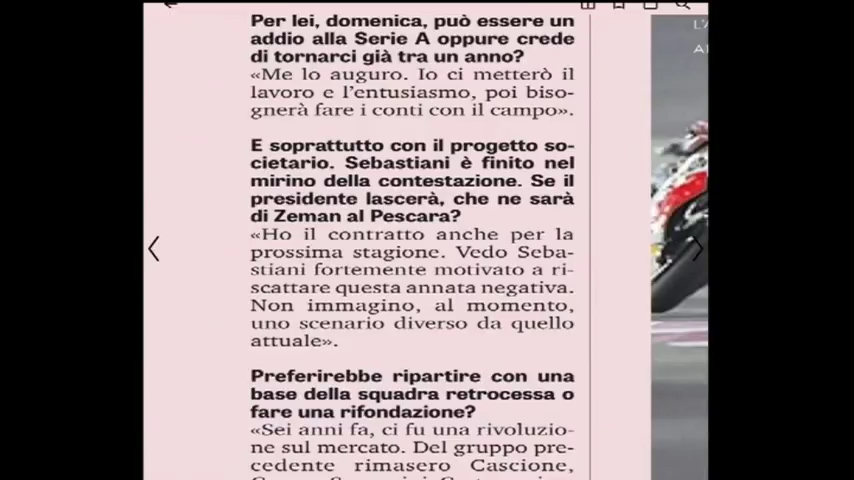 Per lei, domenica, può essere un
addio alla Serie A oppure crede
di tornarci già tra un anno?
«Me lo auguro. Io ci metterò il
lavoro e l'entusiasmo, poi biso-
gnerà fare i conti con il campo».
E soprattutto con il progetto so-
cietario. Sebastiani è finito nel
mirino della contestazione. Se il
presidente lascerà, che ne sarà
di Zeman al Pescara?
«Ho il contratto anche per la
prossima stagione. Vedo Seba-
stiani fortemente motivato a ri-
scattare questa annata negativa.
Non immagino, al momento,
uno scenario diverso da quello
attuale».
Preferirebbe ripartire con una
base della squadra retrocessa o
fare una rifondazione?
«Sei anni fa, ci fu una rivoluzio-
ne sul mercato. Del gruppo pre-
cedente rimasero Cascione,